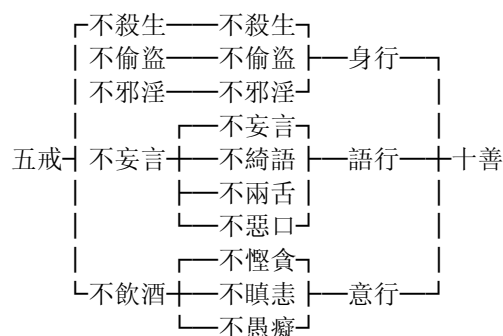 不殺生 不殺生
不偷盜 不偷盜 身行
不邪淫 不邪淫
不妄言
五戒 不妄言 不綺語 語行 十善
不兩舌
不惡口
不慳貪
不飲酒 不瞋恚 意行
不愚癡